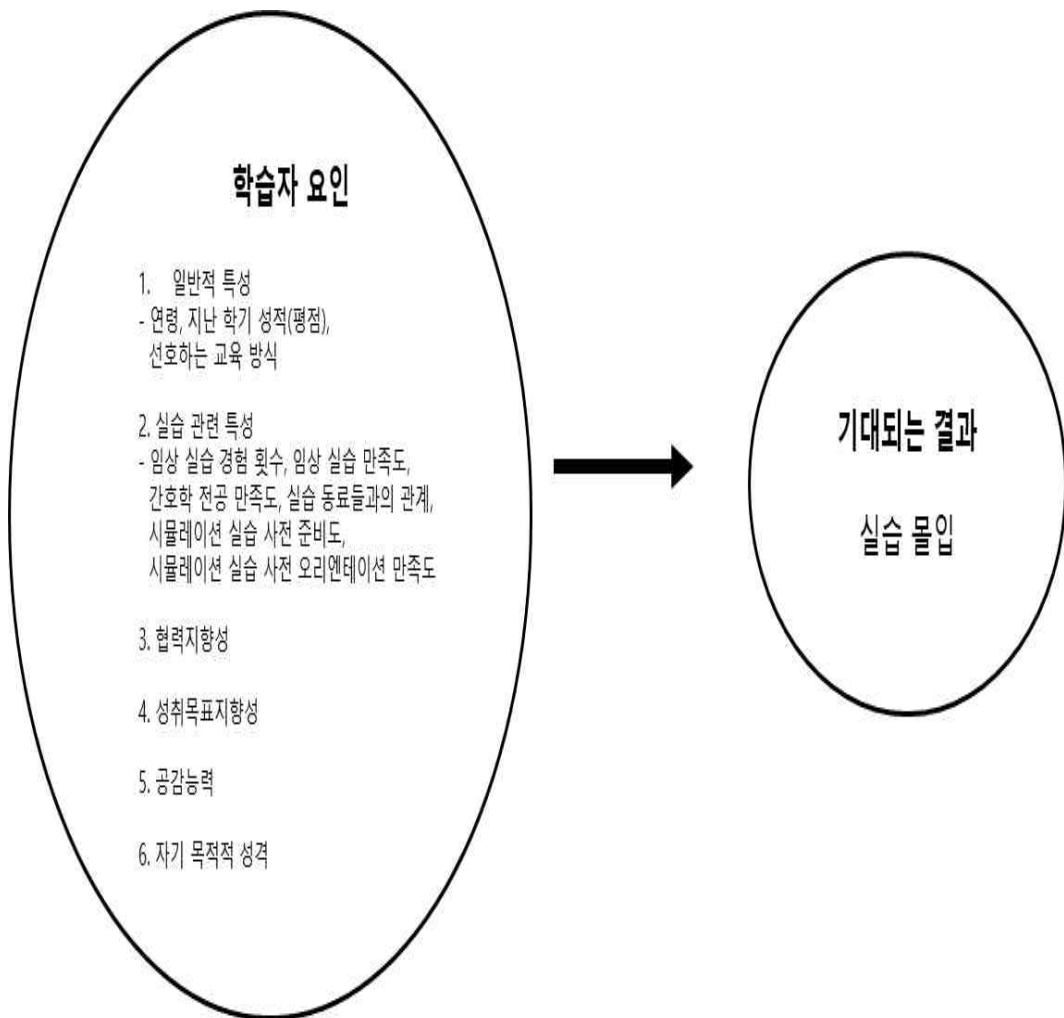 학습자 요인
1. 일반적 특성
- 연령, 지난 학기 성적(평점),
선호하는 교육 방식
2. 실습 관련 특성
- 임상 실습 경험 횟수, 임상 실습 만족도,
간호학 전공 만족도, 실습 동료들과의 관계,
시뮬레이션 실습 사전 준비도,
시뮬레이션 실습 사전 오리엔테이션 만족도
3. 협력지향성
4. 성취목표지향성
5. 공감능력
6. 자기 목적적 성격
기대되는 결과
실습 몰입